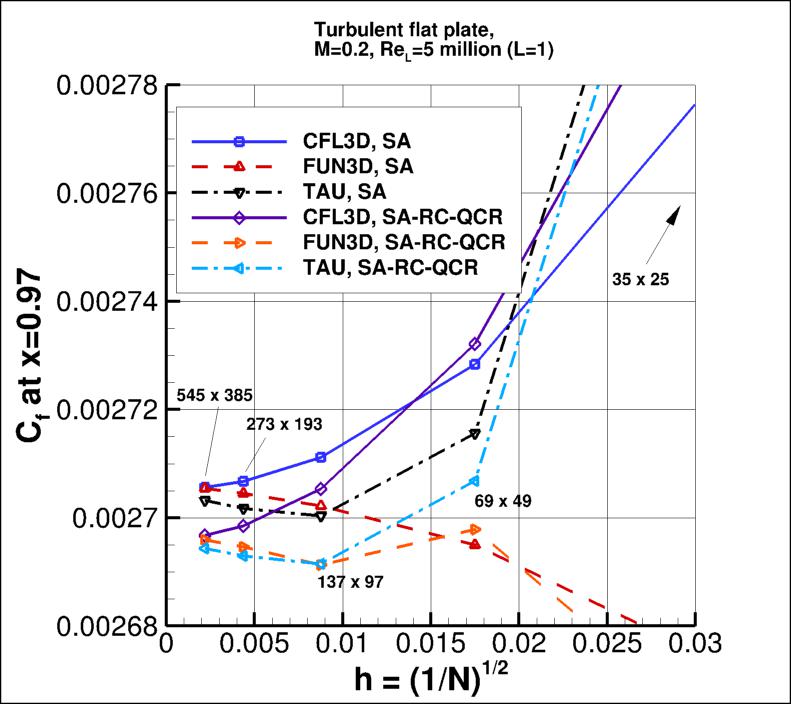 Turbulent flat plate,
M=0.2, ReL=5 million (L=1)
0.00278
0.00276
0.00274
0.00272
0.0027
0.00268
Cf at x=0.97
CFL3D, SA
FUN3D, SA
TAU, SA
CFL3D, SA-RC-QCR
FUN3D, SA-RC-QCR
TAU, SA-RC-QCR
35 x 25
545 x 385
273 x 193
69 x 49
137 x 97
0 0.005 0.01 0.015 0.02 0.025 0.03
h = (1/N)1/2